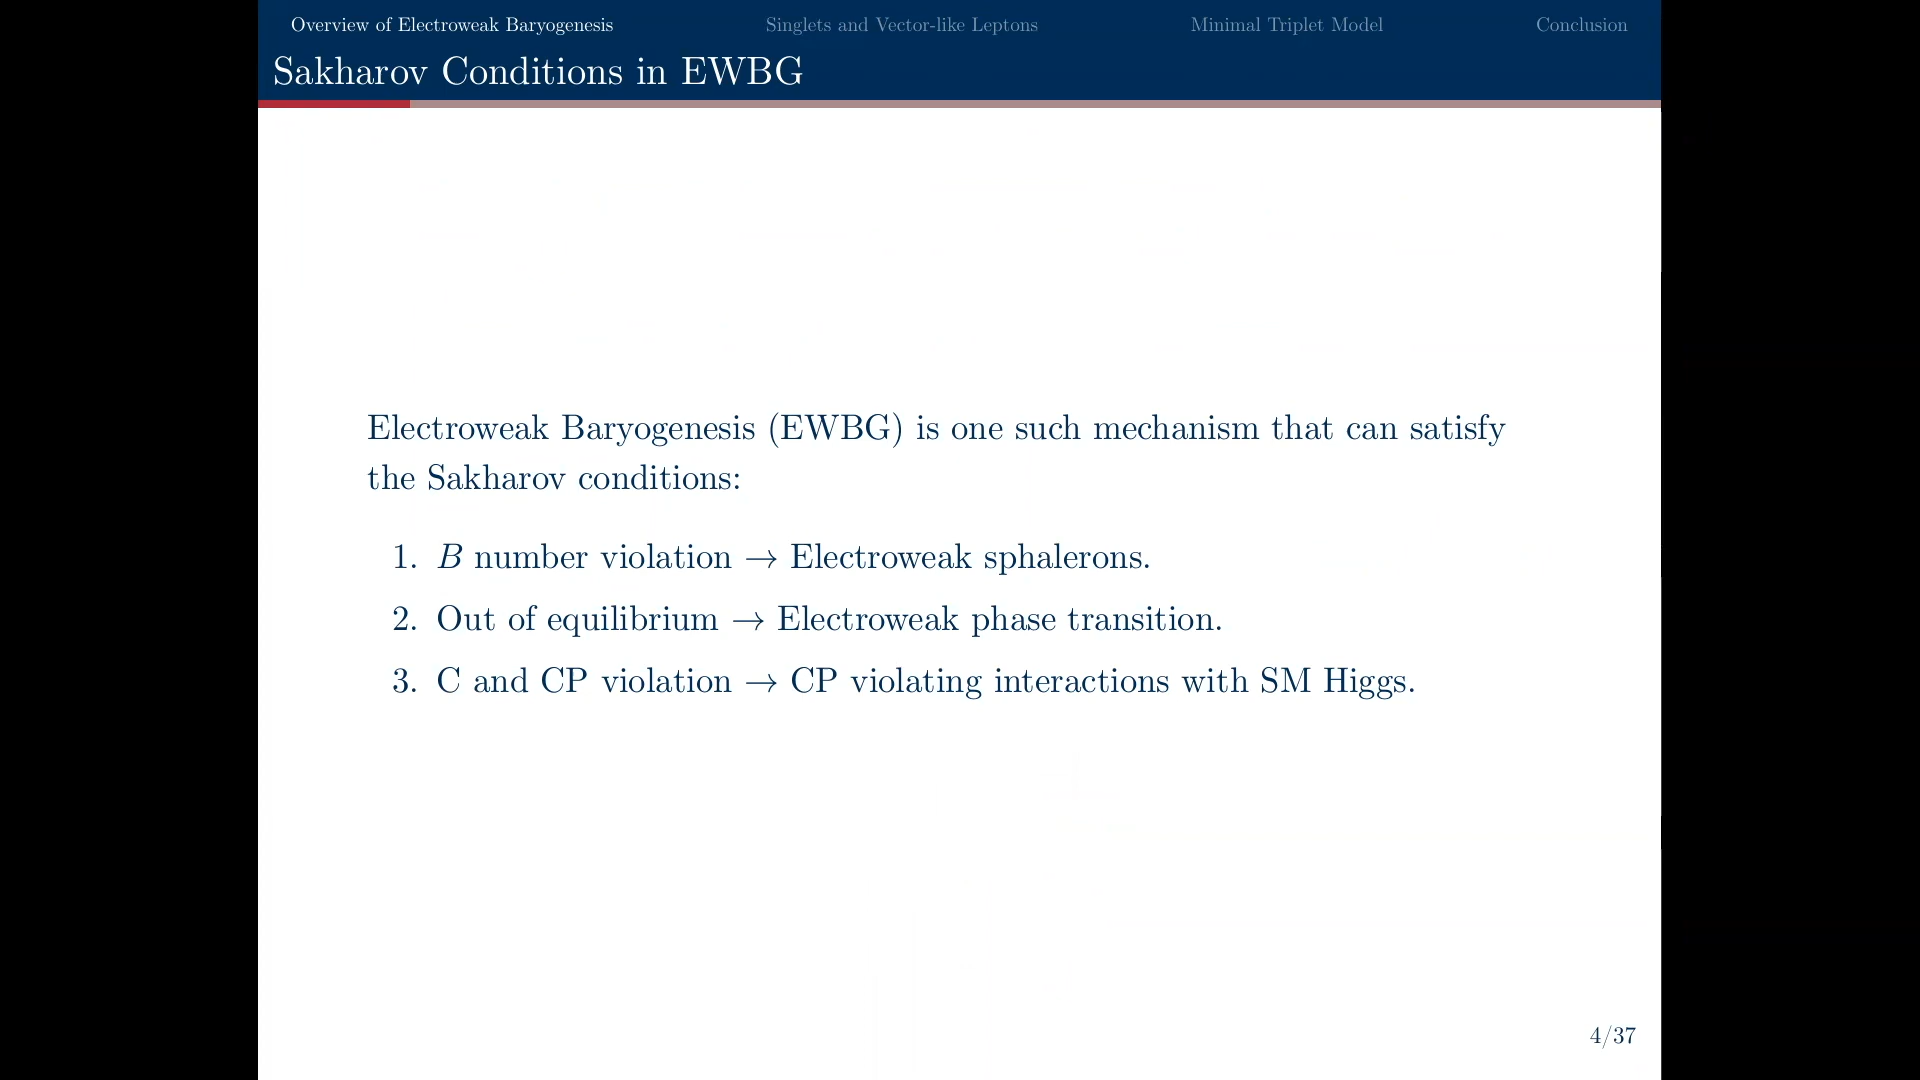 Overview of Electroweak Baryogenesis Singlets and Vector-like Leptons Minimal Triplet Model Conclusion
Sakharov Conditions in EWBG
Electroweak Baryogenesis (EWBG) is one such mechanism that can satisfy
the Sakharov conditions:
1. B number violation → Electroweak sphalerons.
2. Out of equilibrium → Electroweak phase transition.
3. C and CP violation → CP violating interactions with SM Higgs.
4/37